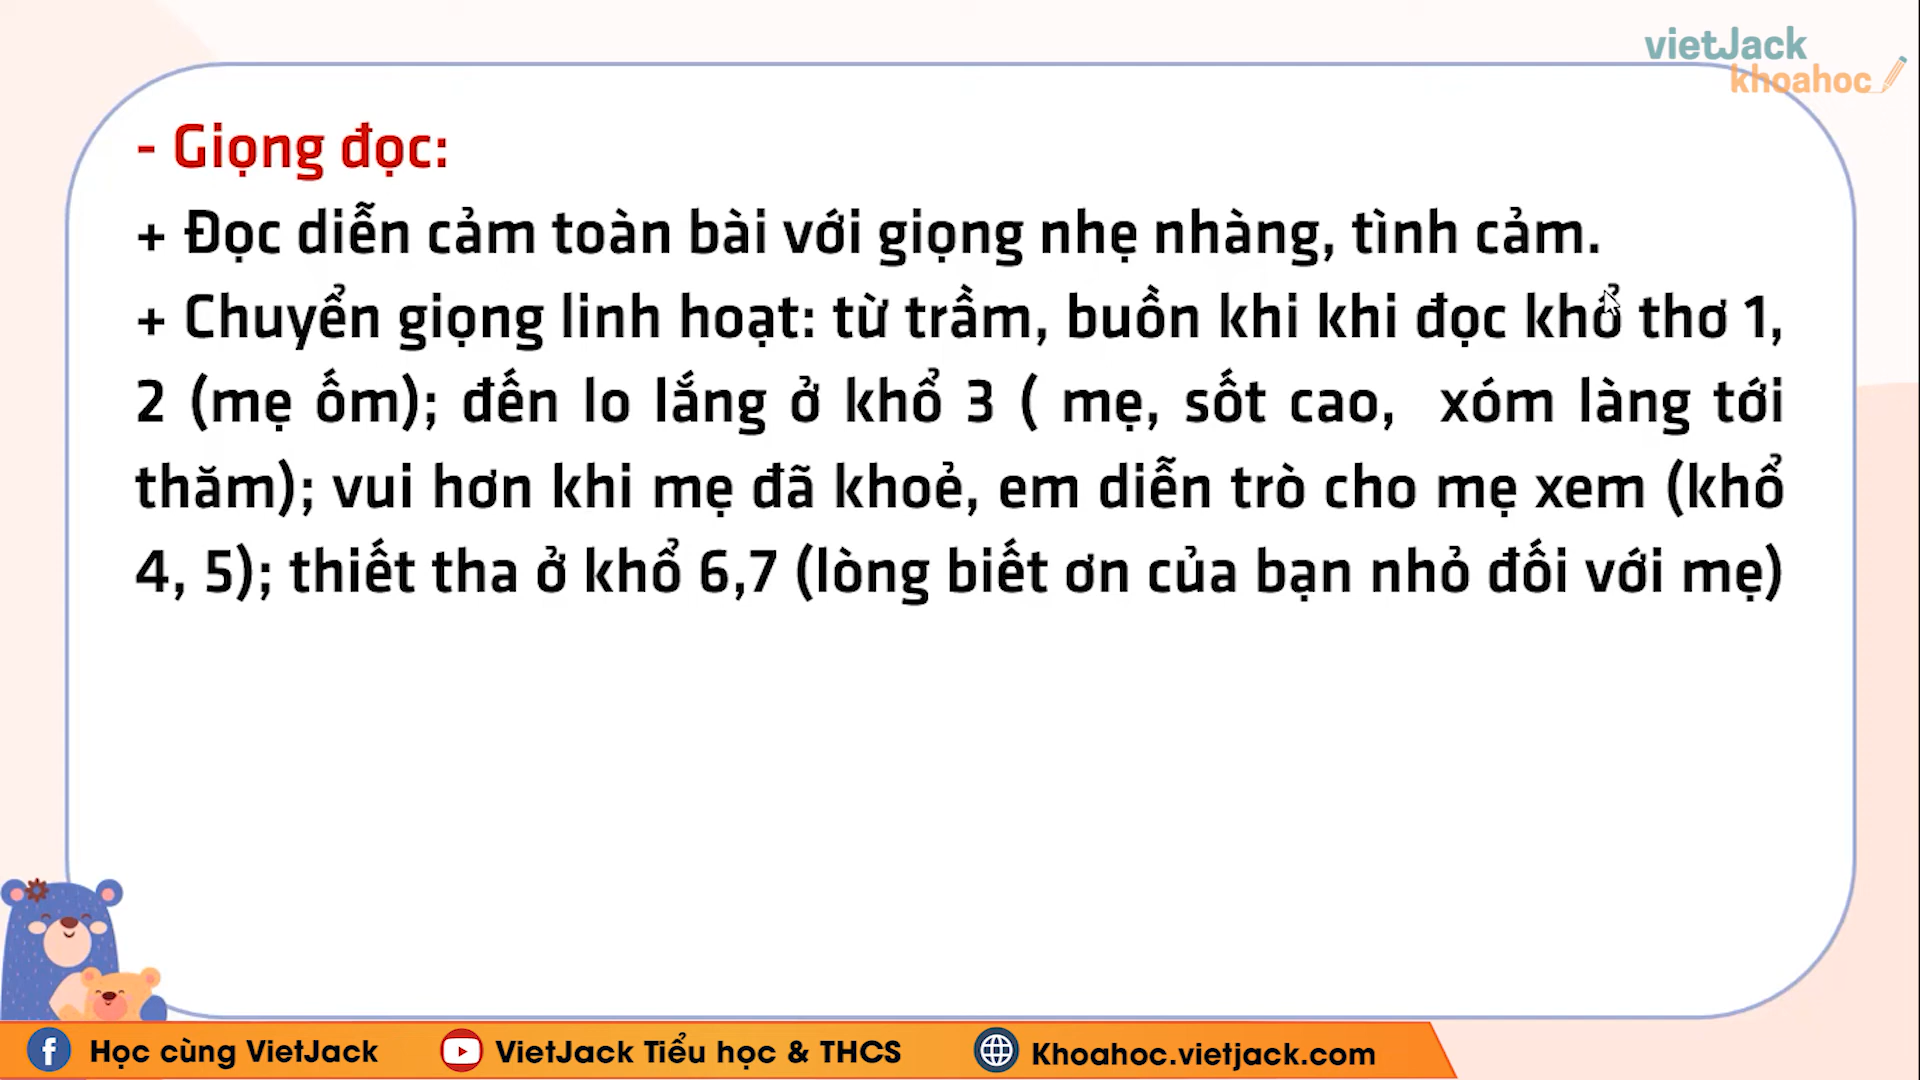 vietJack
khoahoc
- Giọng đọc:
+ Đọc diễn cảm toàn bài với giọng nhẹ nhàng, tình cảm.
+ Chuyển giọng linh hoạt: từ trầm, buồn khi khi đọc khổ thơ 1,
2 (mẹ ốm); đến lo lắng ở khổ 3 ( mẹ, sốt cao,  xóm làng tới
thăm); vui hơn khi mẹ đã khoẻ, em diễn trò cho mẹ xem (khổ
4, 5); thiết tha ở khổ 6,7 (lòng biết ơn của bạn nhỏ đối với mẹ)
Học cùng VietJack
VietJack Tiểu học & THCS
Khoahoc.vietjack.com